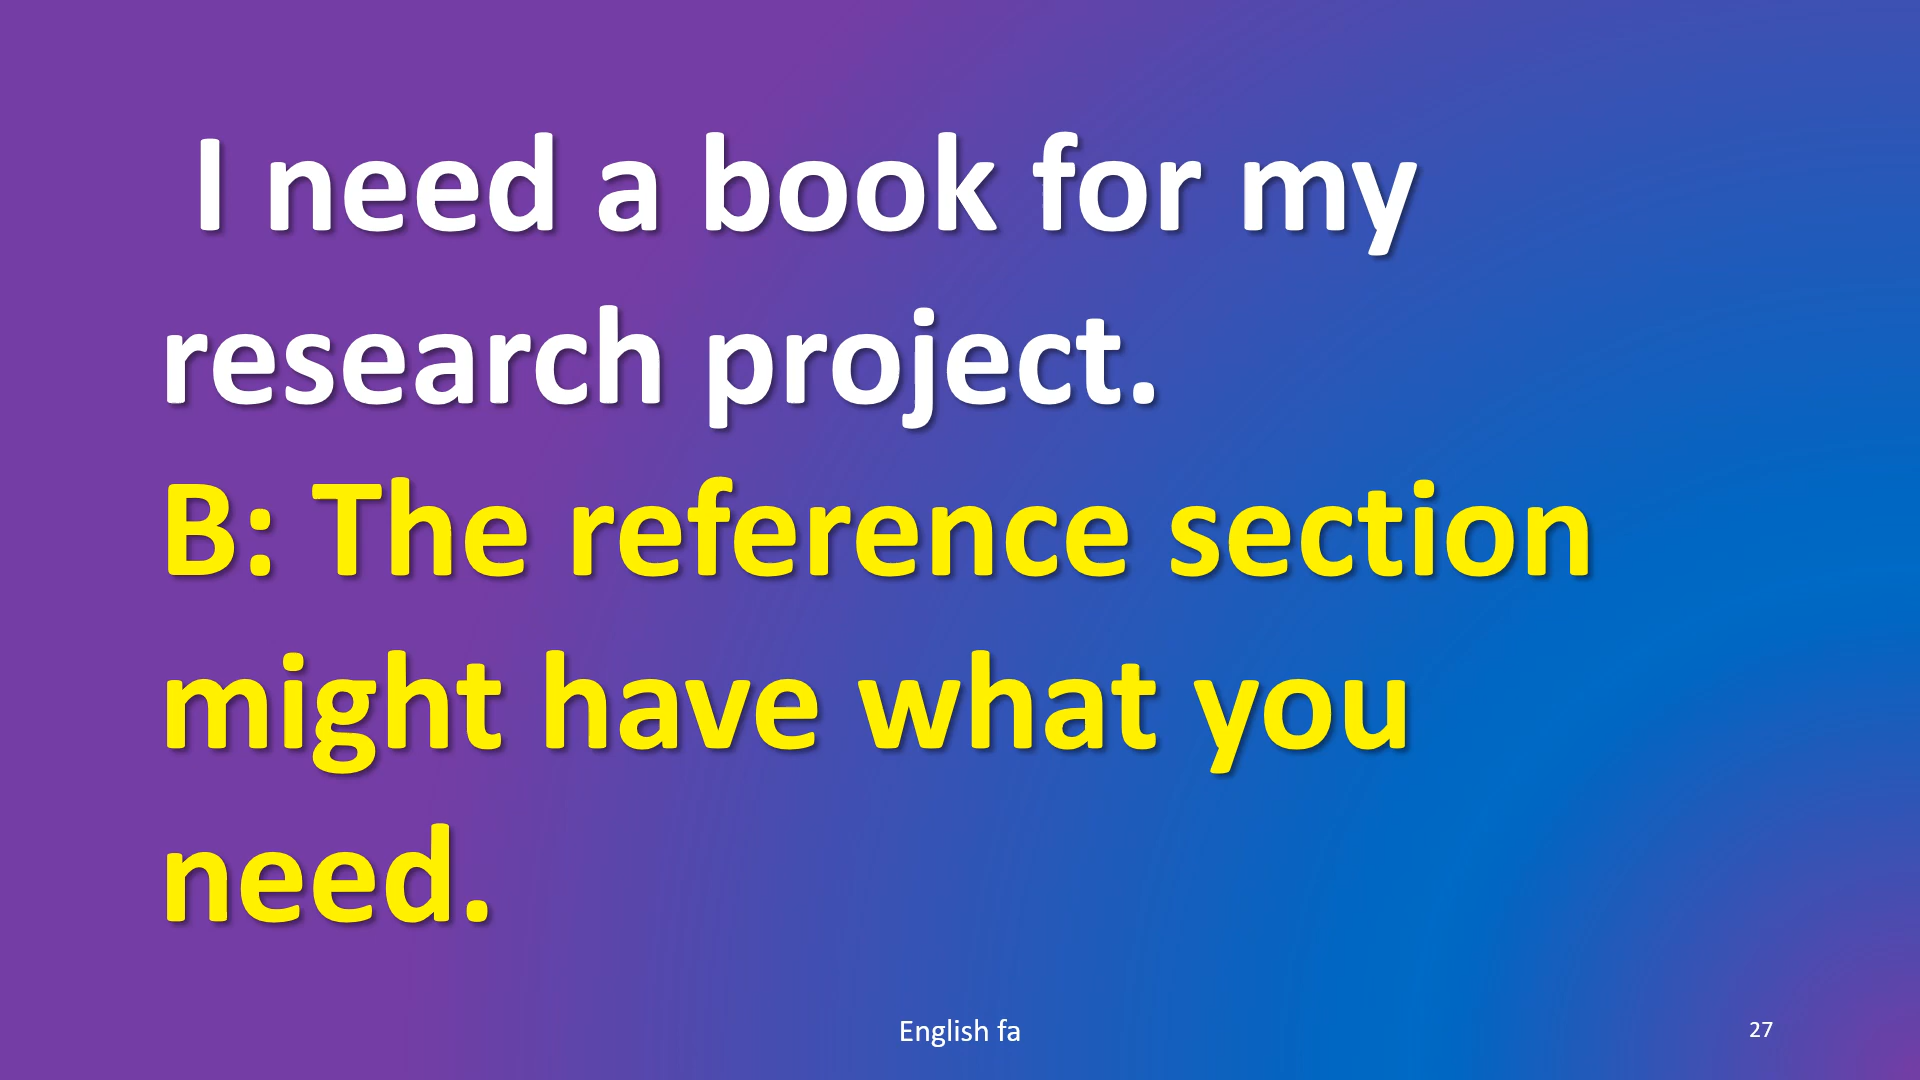 I need a book for my
research project.
B: The reference section
might have what you
need.
English fa
27